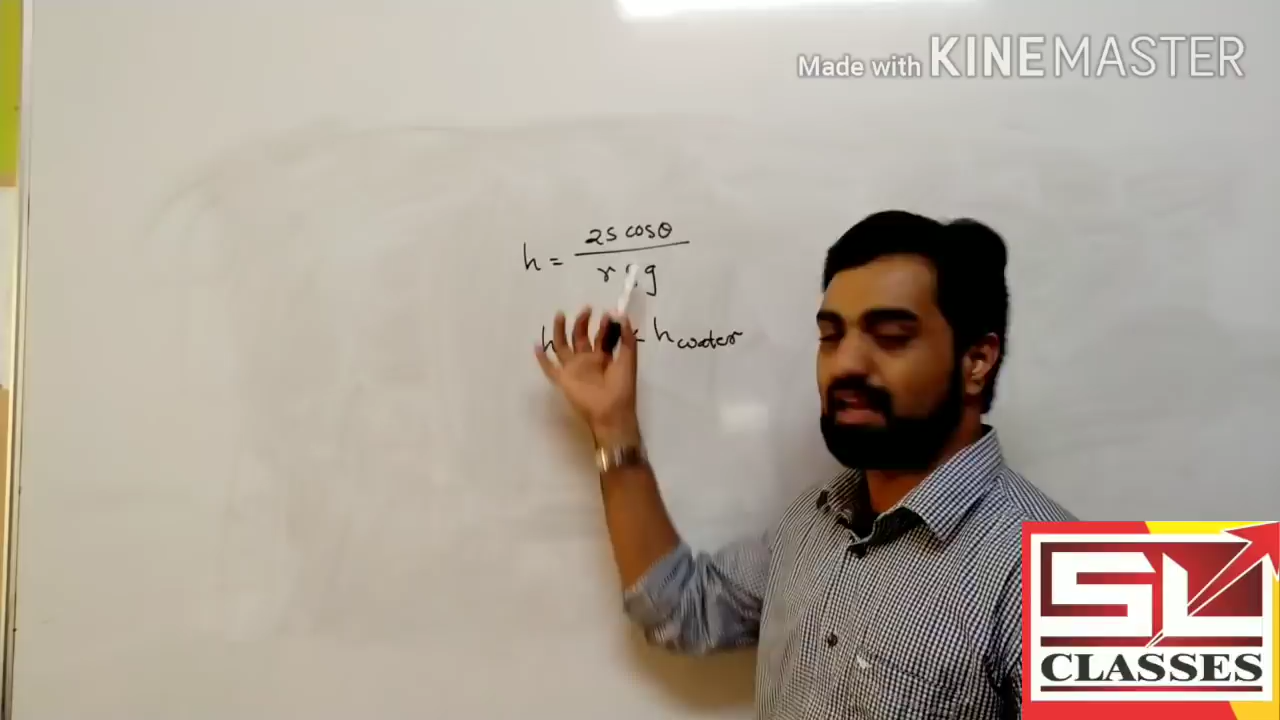 Made with KINEMASTER
h = 2s cosθ
r g
h < h water
SL
CLASSES